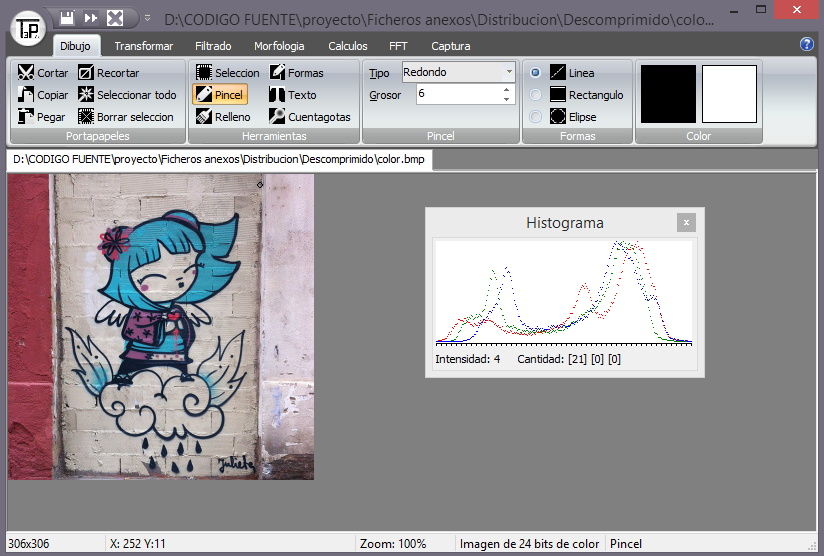 D:\CODIGO FUENTE\proyecto\Ficheros anexos\Distribucion\Descomprimido\colo...
Dibujo Transformar Filtrado Morfologia Calculos FFT Captura
Cortar Recortar
Copiar Seleccionar todo
Pegar Borrar seleccion
Portapapeles
Seleccion Formas
Pincel Texto
Relleno Cuentagotas
Herramientas
Tipo Redondo
Grosor 6
Pincel
Linea
Rectangulo
Elipse
Formas
Color
D:\CODIGO FUENTE\proyecto\Ficheros anexos\Distribucion\Descomprimido\color.bmp
Histograma
Intensidad: 4 Cantidad: [21] [0] [0]
306x306 X: 252 Y:11 Zoom: 100% Imagen de 24 bits de color Pincel